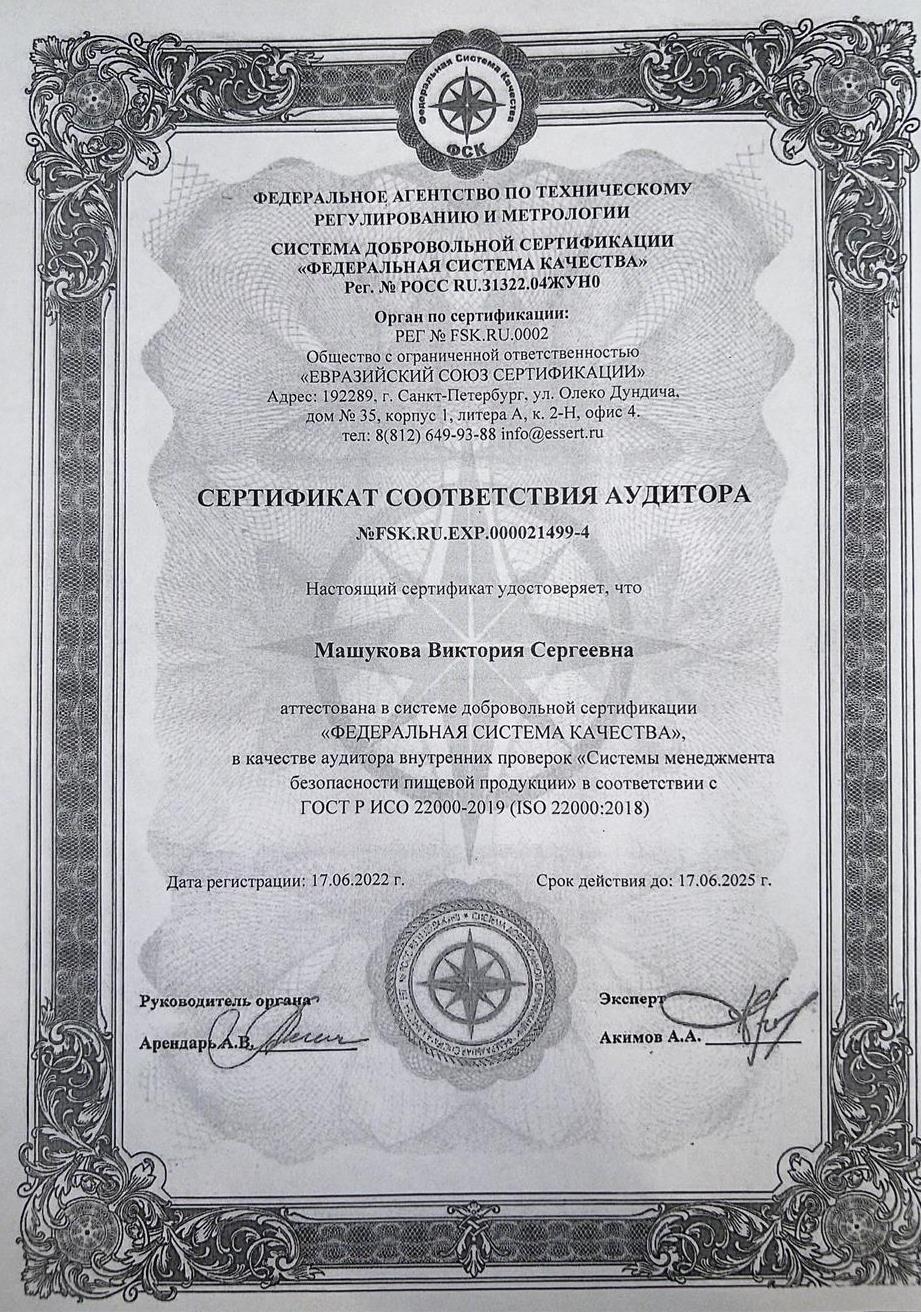 Федеральная Система Качества
ФСК
ФЕДЕРАЛЬНОЕ АГЕНТСТВО ПО ТЕХНИЧЕСКОМУ
РЕГУЛИРОВАНИЮ И МЕТРОЛОГИИ
СИСТЕМА ДОБРОВОЛЬНОЙ СЕРТИФИКАЦИИ
«ФЕДЕРАЛЬНАЯ СИСТЕМА КАЧЕСТВА»
Рег. № РОСС RU.31322.04ЖУН0
Орган по сертификации:
РЕГ № FSK.RU.0002
Общество с ограниченной ответственностью
«ЕВРАЗИЙСКИЙ СОЮЗ СЕРТИФИКАЦИИ»
Адрес: 192289, г. Санкт-Петербург, ул. Олеко Дундича,
дом № 35, корпус 1, литера А, к. 2-Н, офис 4.
тел: 8(812) 649-93-88 info@essert.ru
СЕРТИФИКАТ СООТВЕТСТВИЯ АУДИТОРА
№FSK.RU.EXP.000021499-4
Настоящий сертификат удостоверяет, что
Машукова Виктория Сергеевна
аттестована в системе добровольной сертификации
«ФЕДЕРАЛЬНАЯ СИСТЕМА КАЧЕСТВА»,
в качестве аудитора внутренних проверок «Системы менеджмента
безопасности пищевой продукции» в соответствии с
ГОСТ Р ИСО 22000-2019 (ISO 22000:2018)
Дата регистрации: 17.06.2022 г.
Срок действия до: 17.06.2025 г.
Руководитель органа
Арендарь А.В.
Эксперт
Акимов А.А.